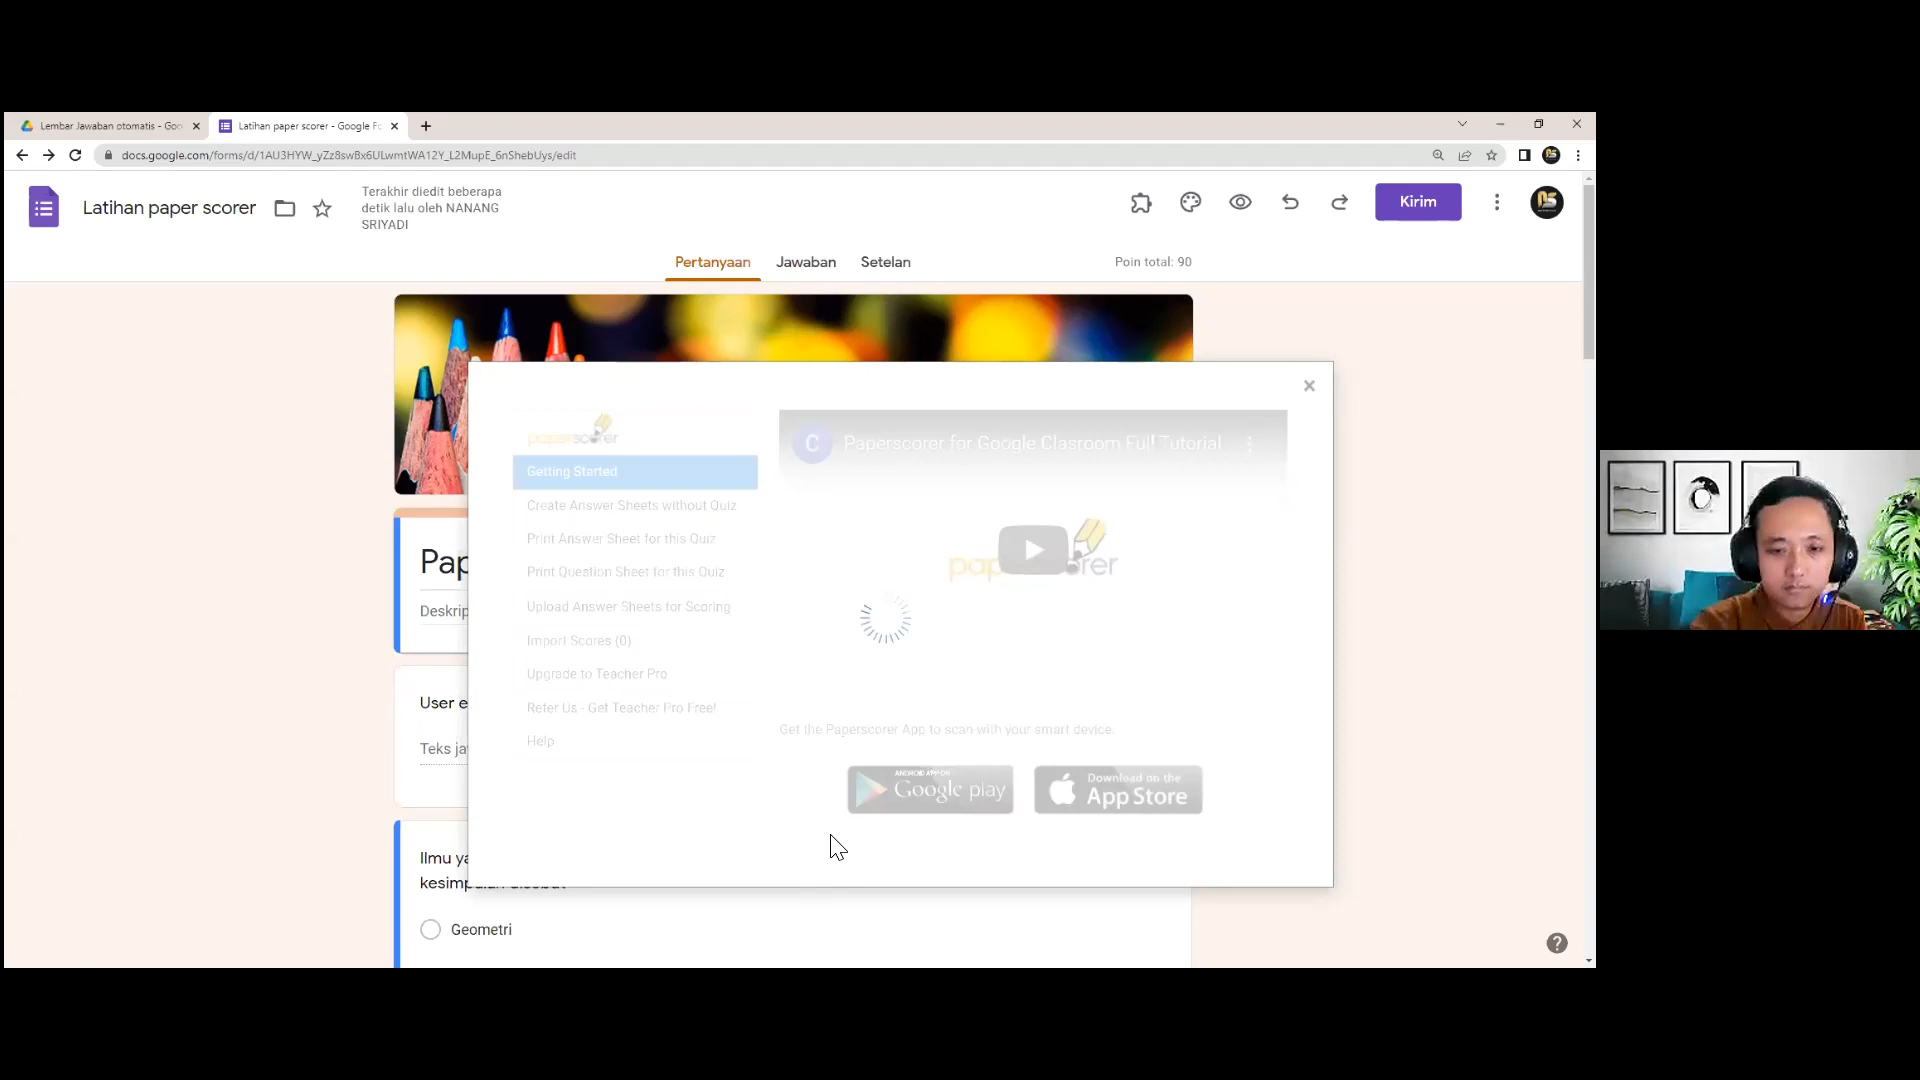 Lembar Jawaban otomatis - Goo
Latihan paper scorer - Google Fo
docs.google.com/forms/d/1AU3HYW_yZz8swBx6ULwmtWA12Y_L2MupE_6nShebUys/edit
Latihan paper scorer
Terakhir diedit beberapa
detik lalu oleh NANANG
SRIYADI
Kirim
Pertanyaan
Jawaban
Setelan
Poin total: 90
paperscorer
Getting Started
Create Answer Sheets without Quiz
Print Answer Sheet for this Quiz
Print Question Sheet for this Quiz
Upload Answer Sheets for Scoring
Import Scores (0)
Upgrade to Teacher Pro
Refer Us - Get Teacher Pro Free!
Help
C
Paperscorer for Google Clasroom Full Tutorial
Get the Paperscorer App to scan with your smart device.
ANDROID APP ON
Google play
Download on the
App Store
Pap
Deskrip
User e
Teks ja
Ilmu ya
Geometri